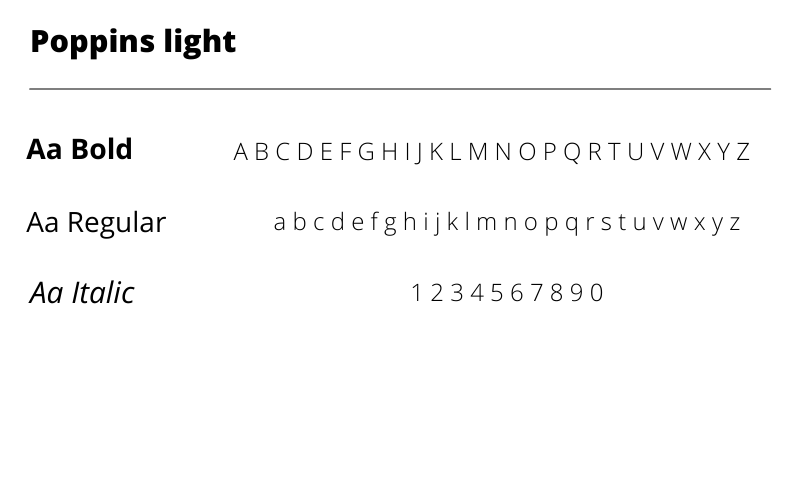 Poppins light
Aa Bold
A B C D E F G H I J K L M N O P Q R T U V W X Y Z
Aa Regular
a b c d e f g h i j k l m n o p q r s t u v w x y z
Aa Italic
1 2 3 4 5 6 7 8 9 0